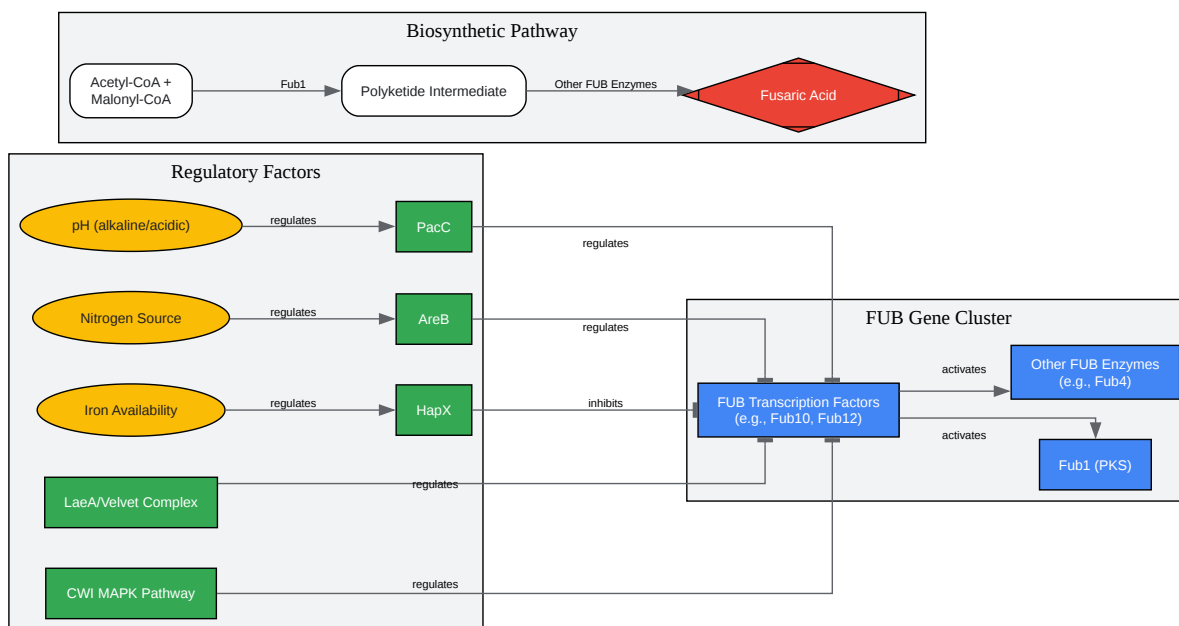 Biosynthetic Pathway
Acetyl-CoA +
Malonyl-CoA
Fub1
Polyketide Intermediate
Other FUB Enzymes
Fusaric Acid
Regulatory Factors
pH (alkaline/acidic)
regulates
PacC
regulates
Nitrogen Source
regulates
AreB
regulates
Iron Availability
regulates
HapX
inhibits
LaeA/Velvet Complex
regulates
CWI MAPK Pathway
regulates
FUB Gene Cluster
FUB Transcription Factors
(e.g., Fub10, Fub12)
activates
Other FUB Enzymes
(e.g., Fub4)
activates
Fub1 (PKS)